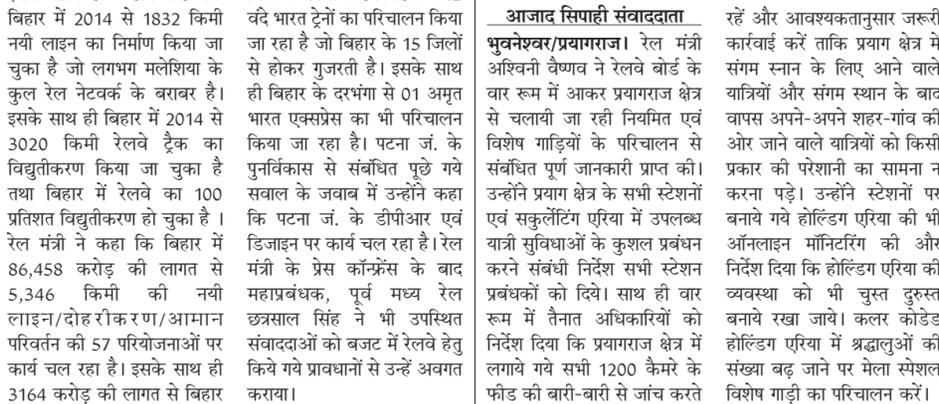 बिहार में 2014 से 1832 किमी
नयी लाइन का निर्माण किया जा
चुका है जो लगभग मलेशिया के
कुल रेल नेटवर्क के बराबर है।
इसके साथ ही बिहार में 2014 से
3020 किमी रेलवे ट्रैक का
विद्युतीकरण किया जा चुका है
तथा बिहार में रेलवे का 100
प्रतिशत विद्युतीकरण हो चुका है ।
रेल मंत्री ने कहा कि बिहार में
86,458 करोड़ की लागत से
5,346 किमी की नयी
लाइन/दोहरीकरण/आमान
परिवर्तन की 57 परियोजनाओं पर
कार्य चल रहा है। इसके साथ ही
3164 करोड़ की लागत से बिहार
वंदे भारत ट्रेनों का परिचालन किया
जा रहा है जो बिहार के 15 जिलों
से होकर गुजरती है। इसके साथ
ही बिहार के दरभंगा से 01 अमृत
भारत एक्सप्रेस का भी परिचालन
किया जा रहा है। पटना जं. के
पुनर्विकास से संबंधित पूछे गये
सवाल के जवाब में उन्होंने कहा
कि पटना जं. के डीपीआर एवं
डिजाइन पर कार्य चल रहा है। रेल
मंत्री के प्रेस कॉन्फ्रेंस के बाद
महाप्रबंधक, पूर्व मध्य रेल
छत्रसाल सिंह ने भी उपस्थित
संवाददाओं को बजट में रेलवे हेतु
किये गये प्रावधानों से उन्हें अवगत
कराया।
आजाद सिपाही संवाददाता
भुवनेश्वर/प्रयागराज। रेल मंत्री
अश्विनी वैष्णव ने रेलवे बोर्ड के
वार रूम में आकर प्रयागराज क्षेत्र
से चलायी जा रही नियमित एवं
विशेष गाड़ियों के परिचालन से
संबंधित पूर्ण जानकारी प्राप्त की।
उन्होंने प्रयाग क्षेत्र के सभी स्टेशनों
एवं सकुर्लेटिंग एरिया में उपलब्ध
यात्री सुविधाओं के कुशल प्रबंधन
करने संबंधी निर्देश सभी स्टेशन
प्रबंधकों को दिये। साथ ही वार
रूम में तैनात अधिकारियों को
निर्देश दिया कि प्रयागराज क्षेत्र में
लगाये गये सभी 1200 कैमरे के
फीड की बारी-बारी से जांच करते
रहें और आवश्यकतानुसार जरूरी
कार्रवाई करें ताकि प्रयाग क्षेत्र में
संगम स्नान के लिए आने वाले
यात्रियों और संगम स्थान के बाद
वापस अपने-अपने शहर-गांव की
ओर जाने वाले यात्रियों को किसी
प्रकार की परेशानी का सामना न
करना पड़े। उन्होंने स्टेशनों पर
बनाये गये होल्डिंग एरिया की भी
ऑनलाइन मॉनिटरिंग की और
निर्देश दिया कि होल्डिंग एरिया की
व्यवस्था को भी चुस्त दुरुस्त
बनाये रखा जाये। कलर कोडेड
होल्डिंग एरिया में श्रद्धालुओं की
संख्या बढ़ जाने पर मेला स्पेशल
विशेष गाड़ी का परिचालन करें।